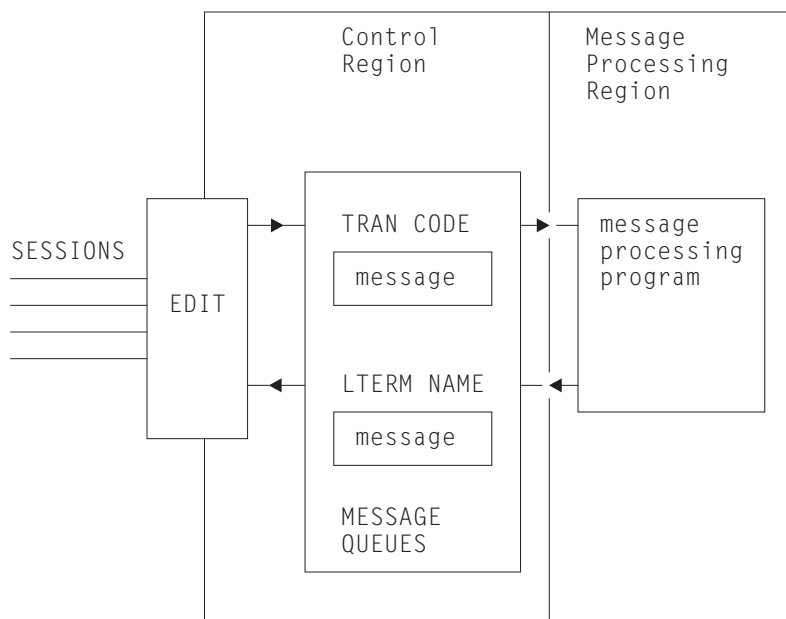 Control
Region
Message
Processing
Region
SESSIONS
EDIT
TRAN CODE
message
LTERM NAME
message
MESSAGE
QUEUES
message
processing
program